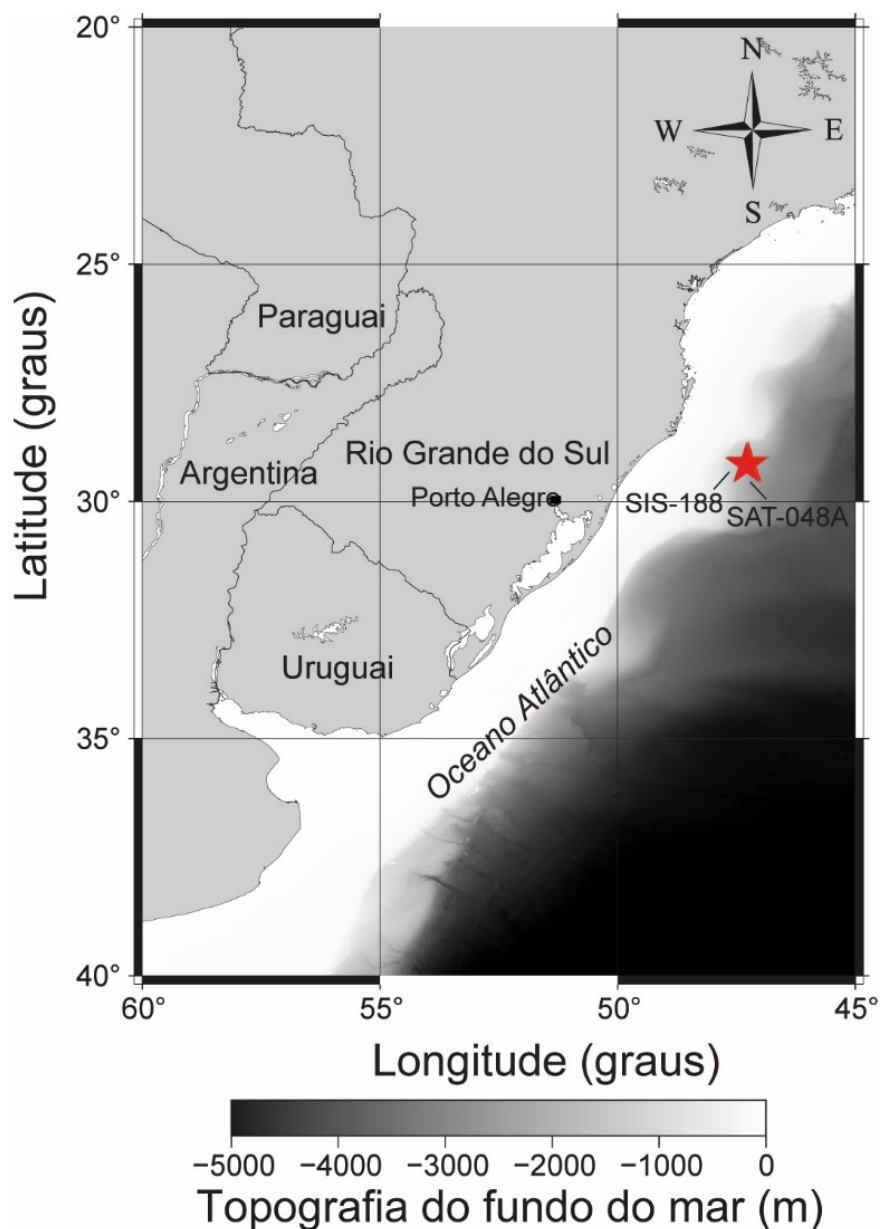 20°
N
W
E
S
25°
Paraguai
Argentina
Rio Grande do Sul
Porto Alegre
30°
SIS-188
SAT-048A
Uruguai
Oceano Atlântico
35°
40°
60°
55°
50°
45°
Latitude (graus)
Longitude (graus)
−5000
−4000
−3000
−2000
−1000
0
Topografia do fundo do mar (m)